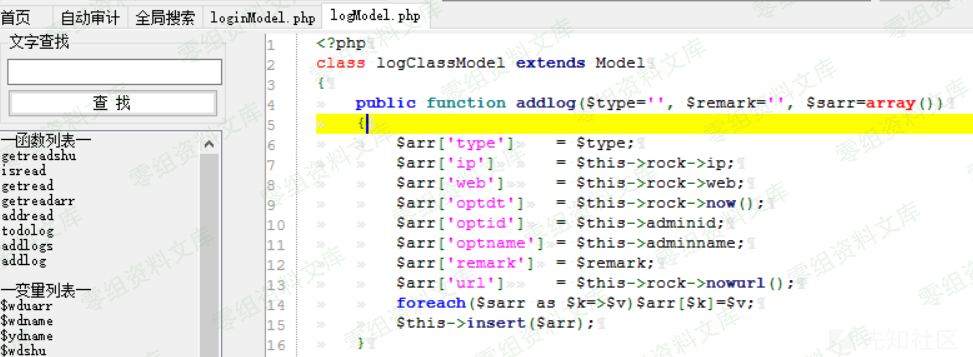 首页 自动审计 全局搜索 loginModel.php logModel.php
文字查找
查 找
函数列表
getreadshu
isread
getread
getreadarr
addread
todolog
addlogs
addlog
变量列表
$wduarr
$wdname
$ydname
$wdshu
1 <?php
2 class logClassModel extends Model
3 {
4 public function addlog($type='', $remark='', $sarr=array())
5 {
6 $arr['type'] = $type;
7 $arr['ip'] = $this->rock->ip;
8 $arr['web'] = $this->rock->web;
9 $arr['optdt'] = $this->rock->now();
10 $arr['optid'] = $this->adminid;
11 $arr['optname'] = $this->adminname;
12 $arr['remark'] = $remark;
13 $arr['url'] = $this->rock->nowurl();
14 foreach($sarr as $k=>$v)$arr[$k]=$v;
15 $this->insert($arr);
16 }
零组资料文库
先知社区